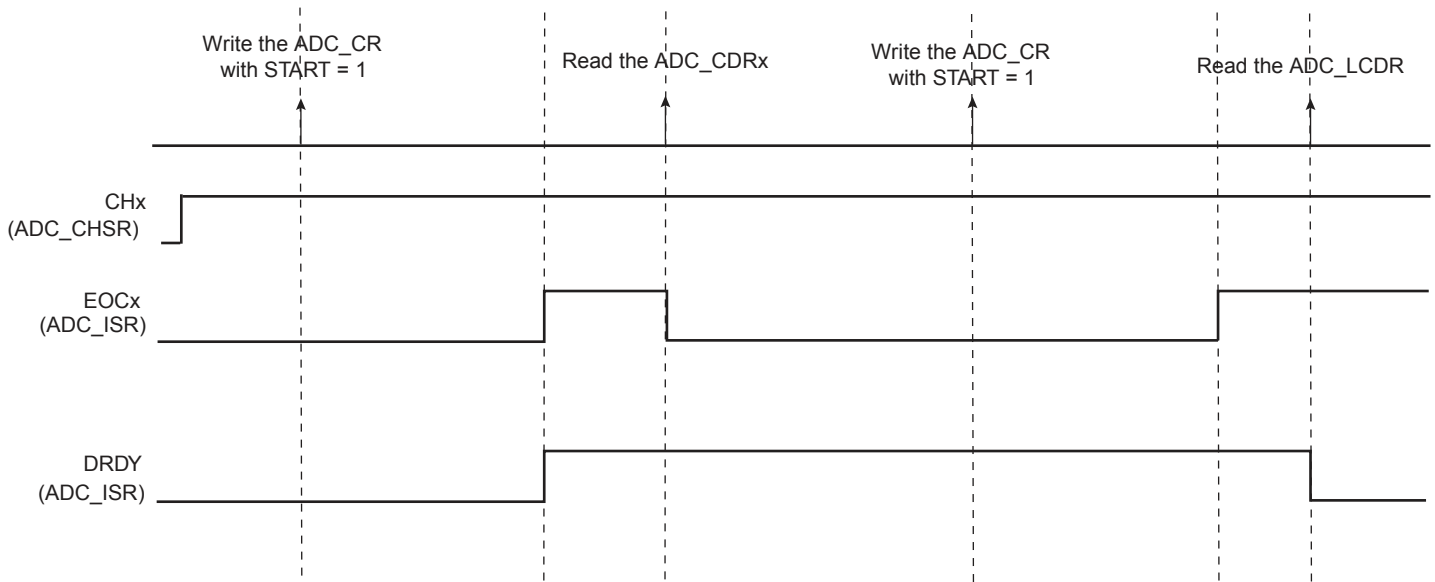 Write the ADC_CR
with START = 1
Read the ADC_CDRx
Write the ADC_CR
with START = 1
Read the ADC_LCDR
CHx
(ADC_CHSR)
EOCx
(ADC_ISR)
DRDY
(ADC_ISR)